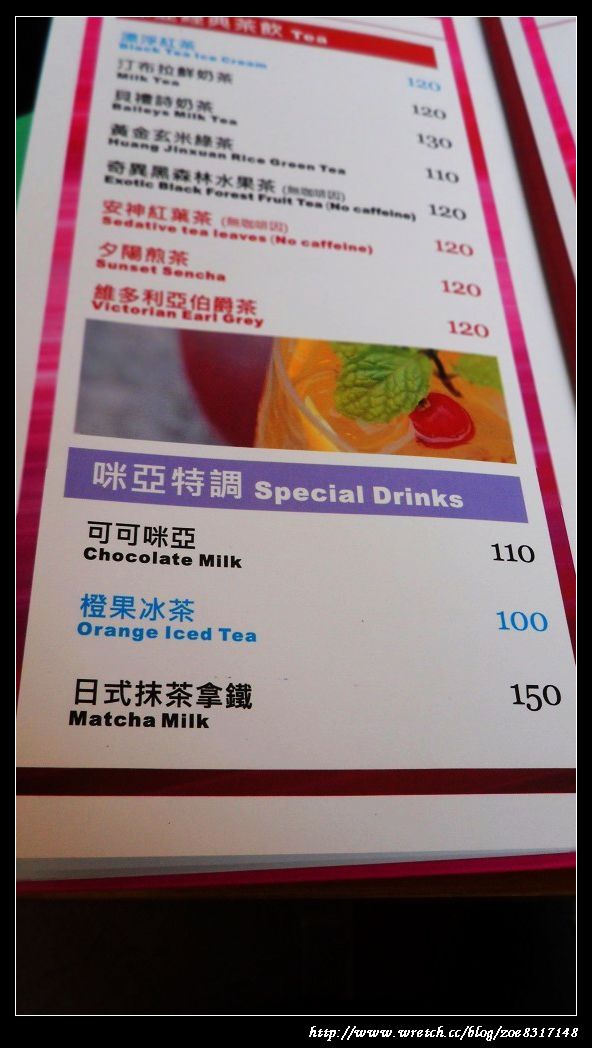 經典茶飲 Tea
漂浮紅茶
Black Tea Ice Cream
120
汀布拉鮮奶茶
Milk Tea
120
貝禮詩奶茶
Baileys Milk Tea
130
黃金玄米綠茶
Huang Jinxuan Rice Green Tea
110
奇異黑森林水果茶 (無咖啡因)
Exotic Black Forest Fruit Tea (No caffeine)
120
安神紅葉茶 (無咖啡因)
Sedative tea leaves (No caffeine)
120
夕陽煎茶
Sunset Sencha
120
維多利亞伯爵茶
Victorian Earl Grey
120
咪亞特調 Special Drinks
可可咪亞
Chocolate Milk
110
橙果冰茶
Orange Iced Tea
100
日式抹茶拿鐵
Matcha Milk
150
http://www.wretch.cc/blog/zoe8317148